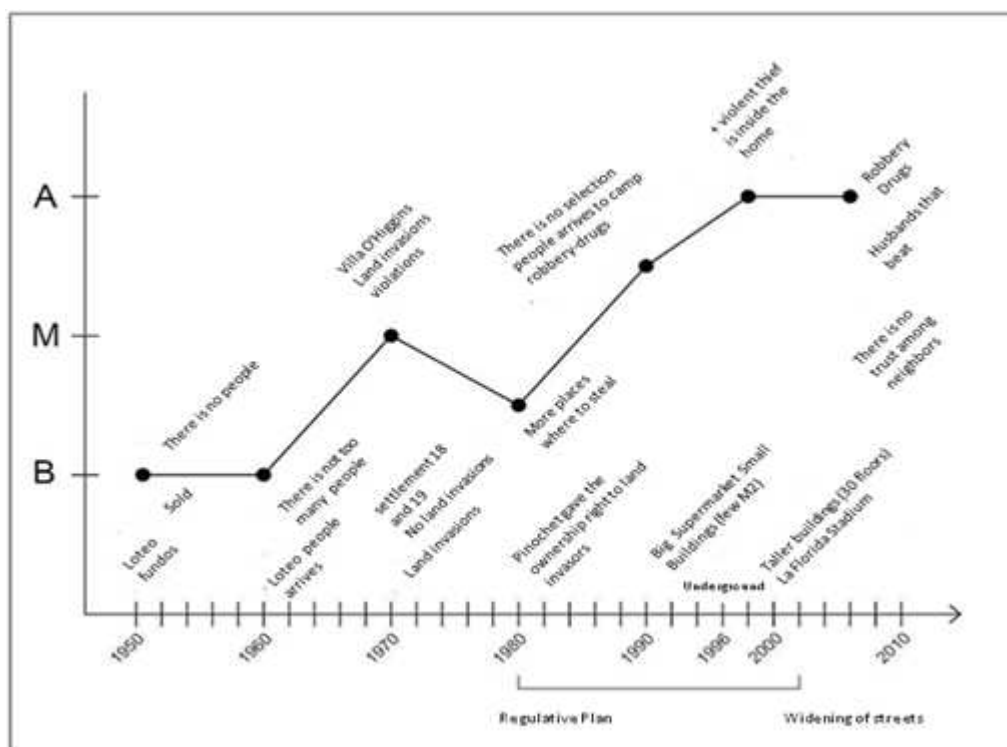 + violent thief
is inside the
home
A
Robbery
Drugs
Villa O'Higgins
Land invasions
violations
There is no selection
people arrives to camp
robbery-drugs
Husbands that
beat
M
There is no
trust among
neighbors
There is no people
More places
where to steal
B
Sold
There is not too
many people
settlement 18
and 19
No land invasions
Land invasions
Loteo
fundos
Loteo people
arrives
Pinochet gave the
ownership right to land
invasors
Big Supermarket Small
Buildings (few M2)
Taller buildings (30 floors)
La Florida Stadium
Underground
1950
1960
1970
1980
1990
1996
2000
2010
Regulative Plan
Widening of streets